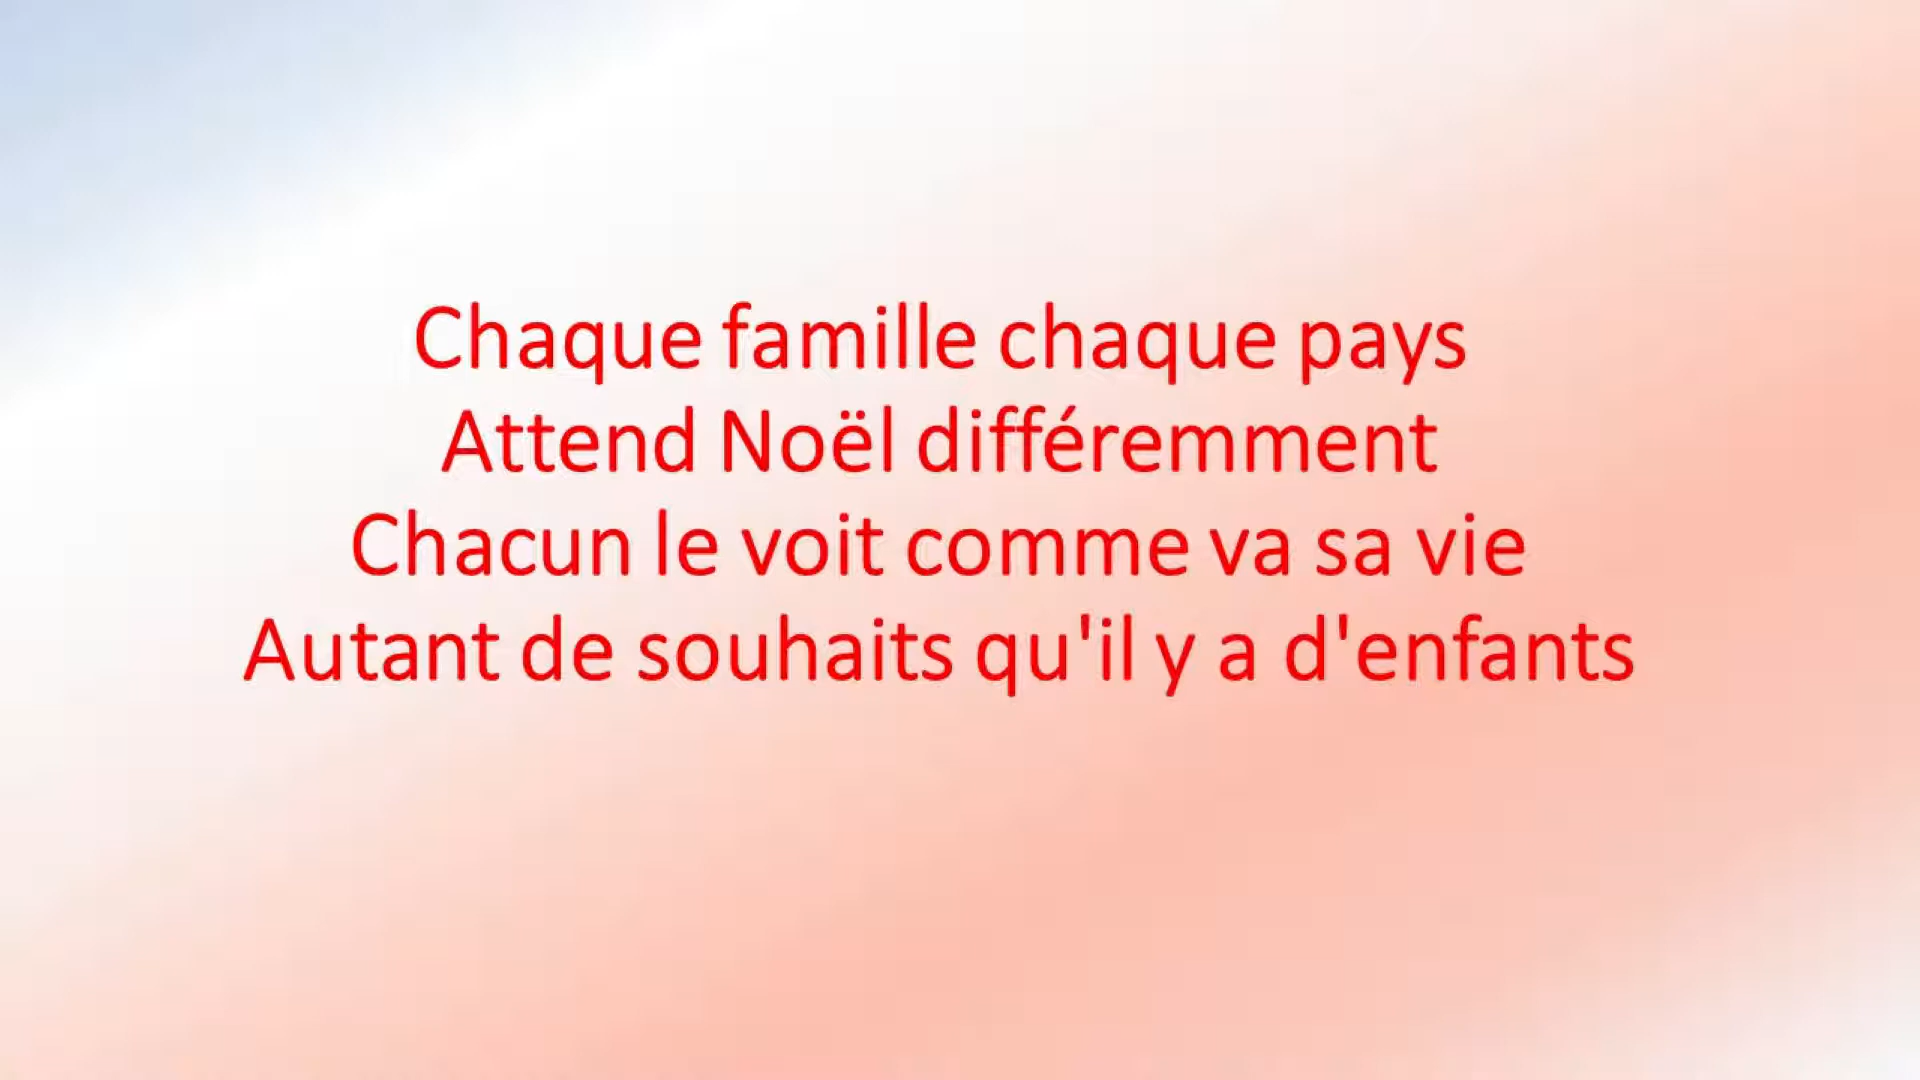 Chaque famille chaque pays
Attend Noël différemment
Chacun le voit comme va sa vie
Autant de souhaits qu'il y a d'enfants